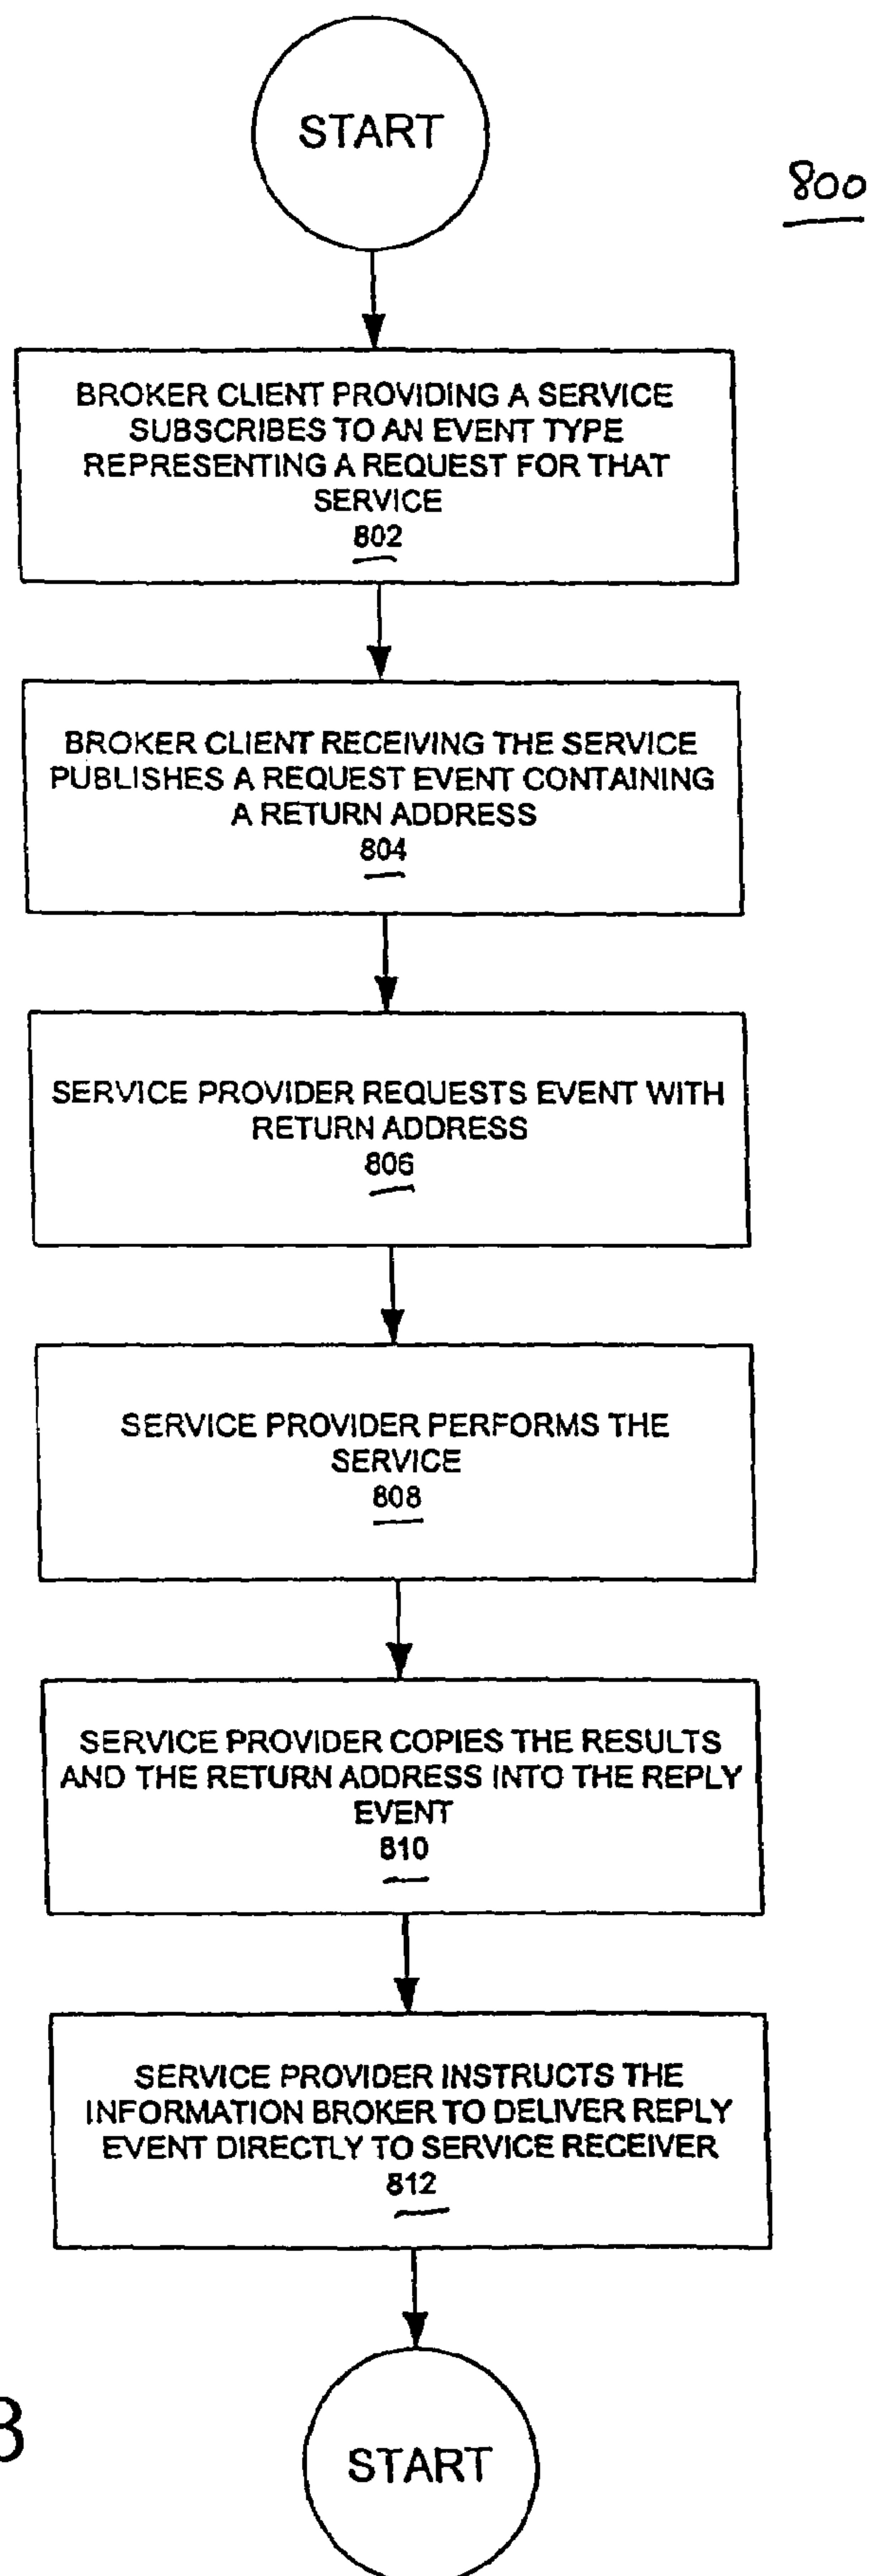 START
800
BROKER CLIENT PROVIDING A SERVICE
SUBSCRIBES TO AN EVENT TYPE
REPRESENTING A REQUEST FOR THAT
SERVICE
802
BROKER CLIENT RECEIVING THE SERVICE
PUBLISHES A REQUEST EVENT CONTAINING
A RETURN ADDRESS
804
SERVICE PROVIDER REQUESTS EVENT WITH
RETURN ADDRESS
806
SERVICE PROVIDER PERFORMS THE
SERVICE
808
SERVICE PROVIDER COPIES THE RESULTS
AND THE RETURN ADDRESS INTO THE REPLY
EVENT
810
SERVICE PROVIDER INSTRUCTS THE
INFORMATION BROKER TO DELIVER REPLY
EVENT DIRECTLY TO SERVICE RECEIVER
812
START